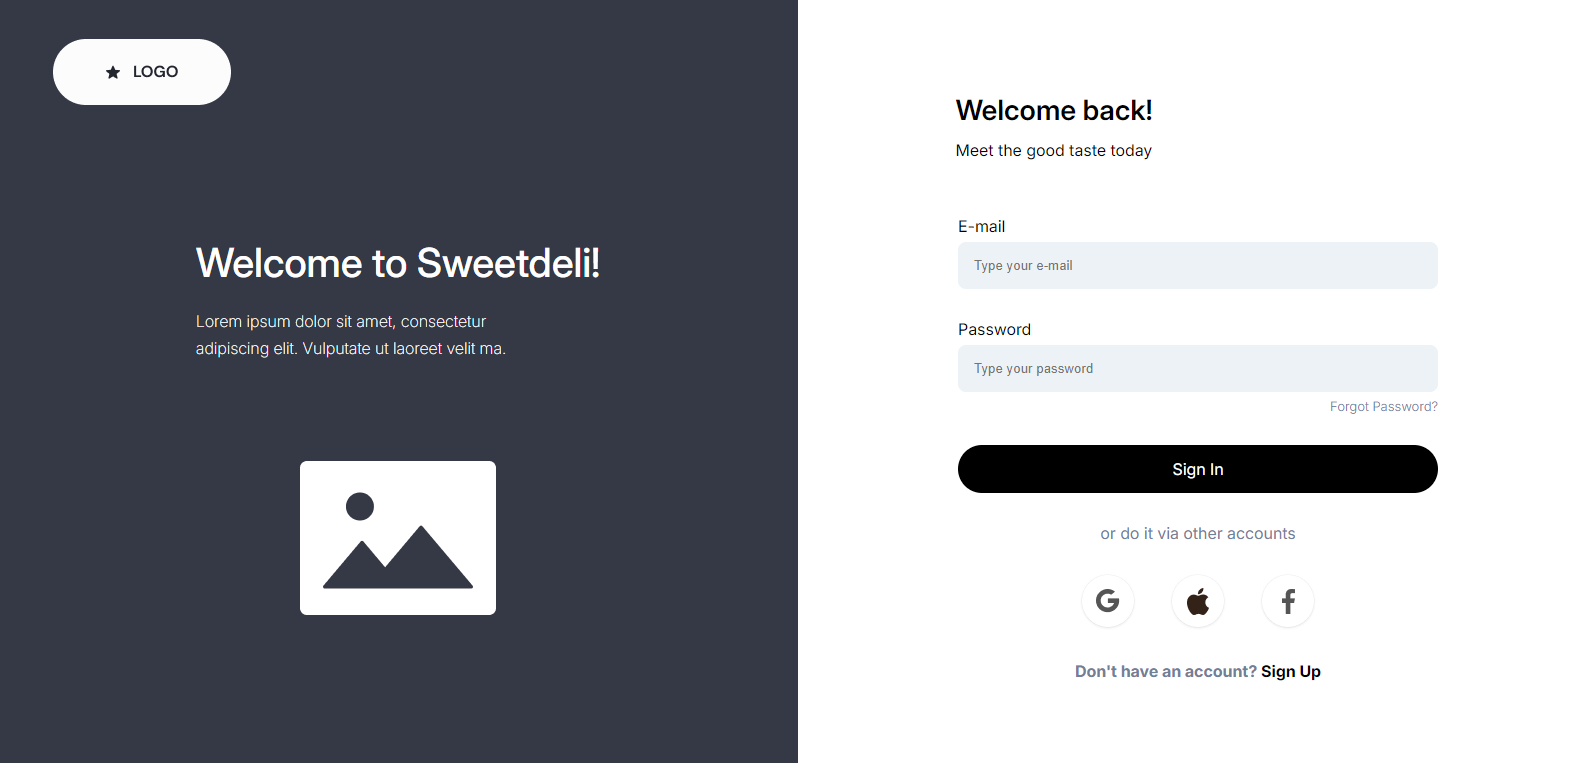 LOGO
Welcome to Sweetdeli!
Lorem ipsum dolor sit amet, consectetur
adipiscing elit. Vulputate ut laoreet velit ma.
Welcome back!
Meet the good taste today
E-mail
Type your e-mail
Password
Type your password
Forgot Password?
Sign In
or do it via other accounts
Don't have an account? Sign Up